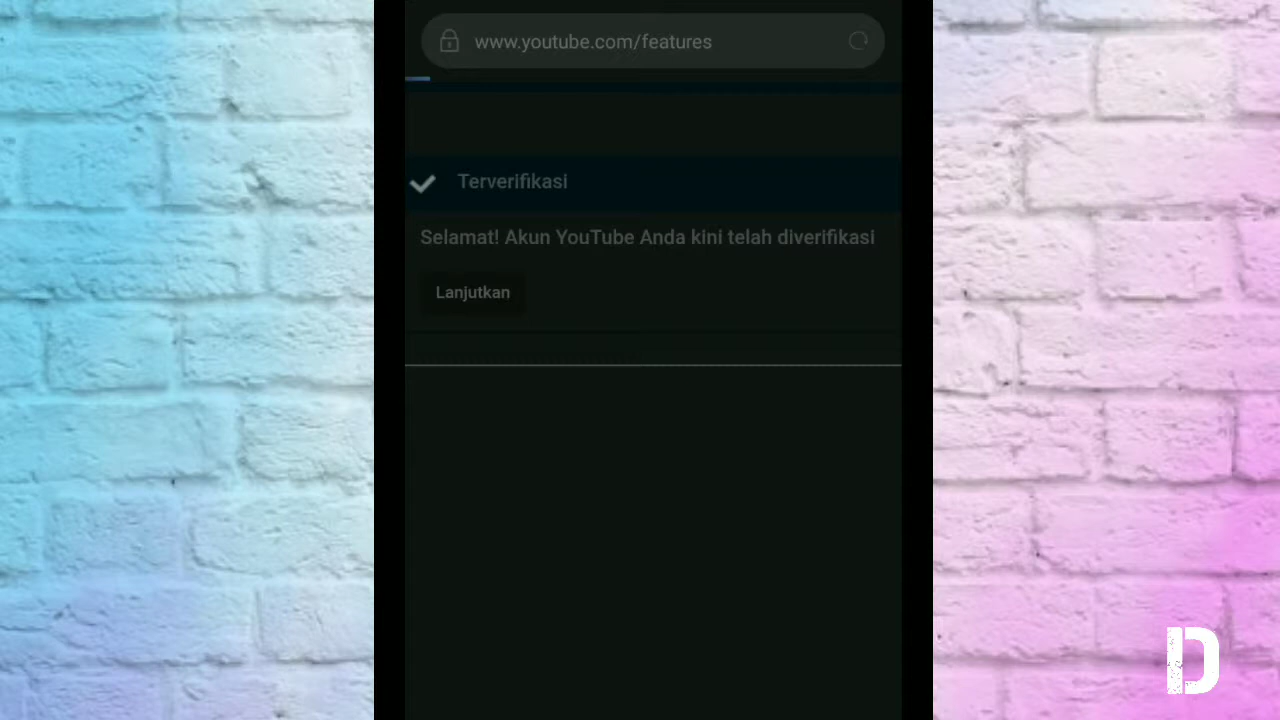 www.youtube.com/features
Terverifikasi
Selamat! Akun YouTube Anda kini telah diverifikasi
Lanjutkan
D